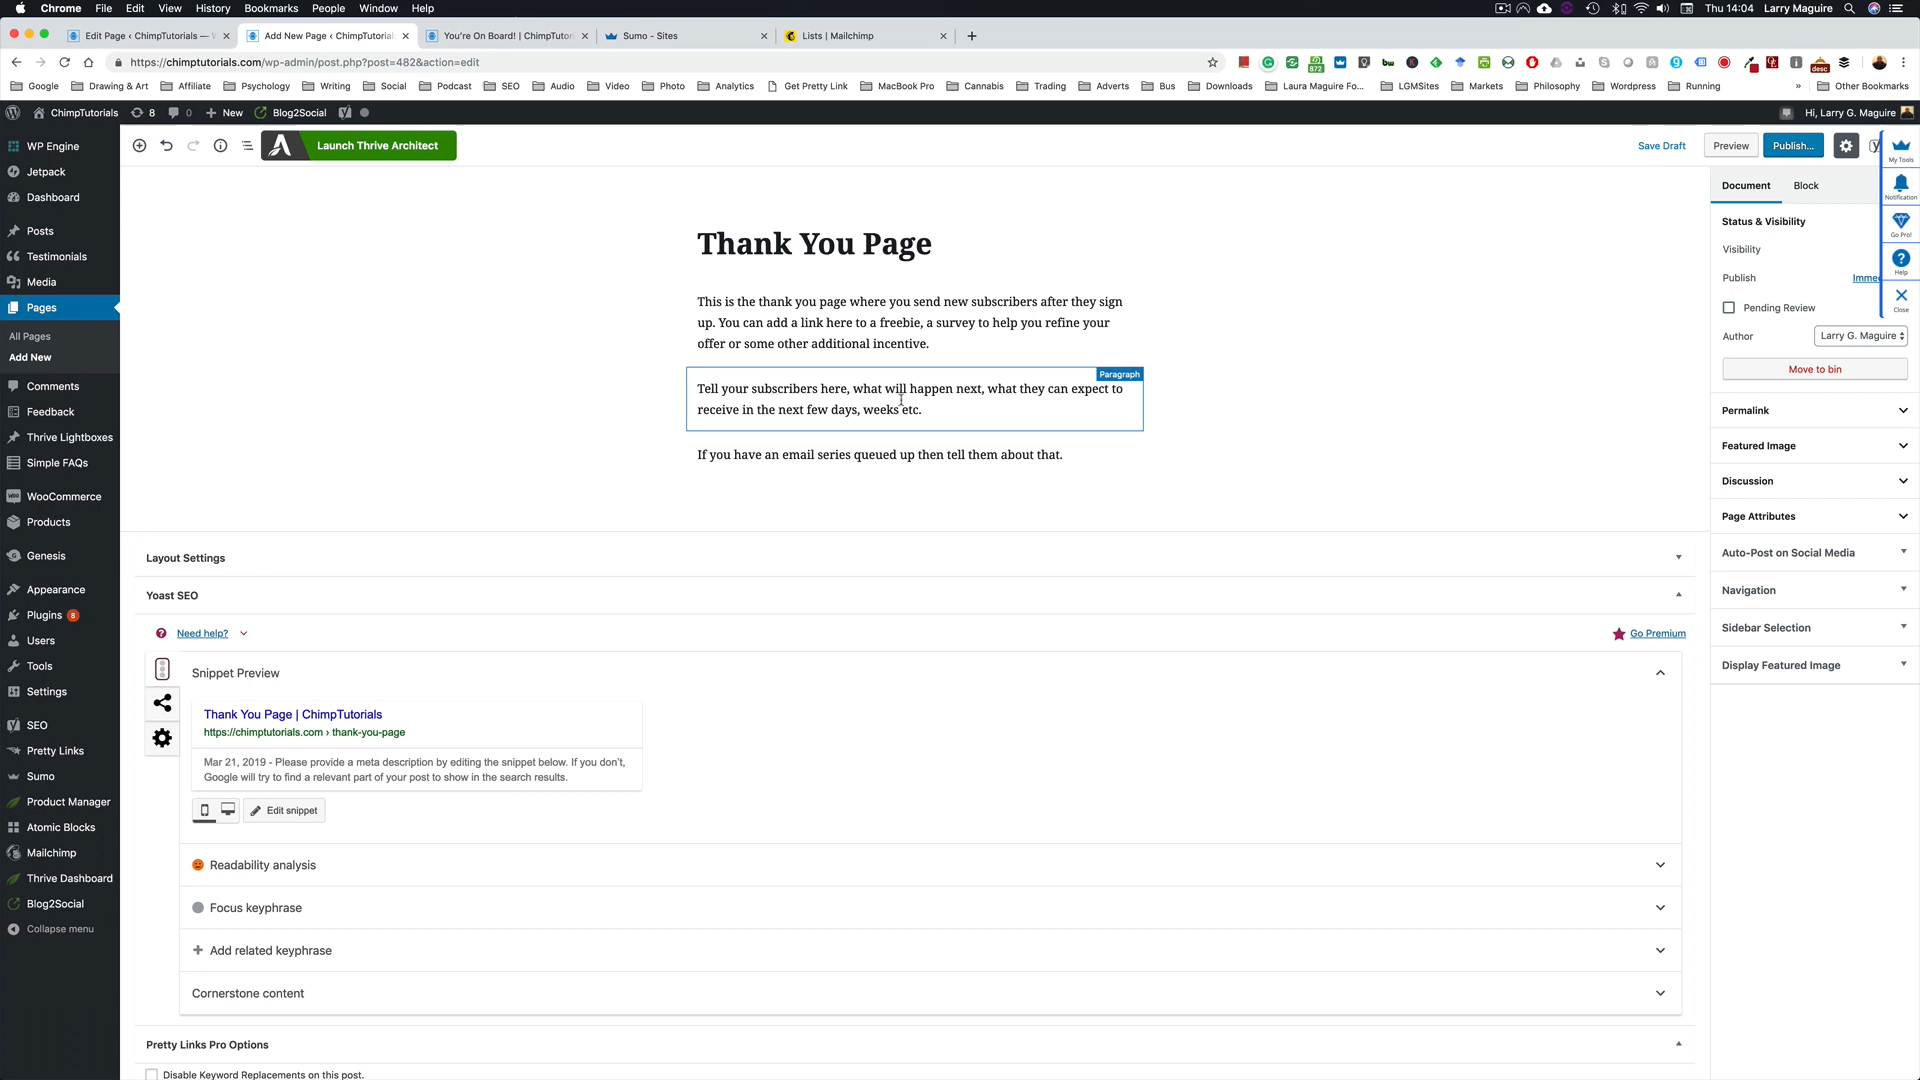 Chrome File Edit View History Bookmarks People Window Help
Thu 14:04 Larry Maguire
Edit Page ‹ ChimpTutorials — W
Add New Page ‹ ChimpTutorials
You're On Board! | ChimpTutor
Sumo - Sites
Lists | Mailchimp
https://chimptutorials.com/wp-admin/post.php?post=482&action=edit
872
desc
Google Drawing & Art Affiliate Psychology Writing Social Podcast SEO Audio Video Photo Analytics Get Pretty Link MacBook Pro Cannabis Trading Adverts Bus Downloads Laura Maguire Fo... LGMSites Markets Philosophy Wordpress Running » Other Bookmarks
ChimpTutorials 8 0 + New Blog2Social
Hi, Larry G. Maguire
WP Engine
Jetpack
Dashboard
Posts
Testimonials
Media
Pages
All Pages
Add New
Comments
Feedback
Thrive Lightboxes
Simple FAQs
WooCommerce
Products
Genesis
Appearance
Plugins 8
Users
Tools
Settings
SEO
Pretty Links
Sumo
Product Manager
Atomic Blocks
Mailchimp
Thrive Dashboard
Blog2Social
Collapse menu
Launch Thrive Architect
Save Draft
Preview
Publish...
Thank You Page
This is the thank you page where you send new subscribers after they sign
up. You can add a link here to a freebie, a survey to help you refine your
offer or some other additional incentive.
Paragraph
Tell your subscribers here, what will happen next, what they can expect to
receive in the next few days, weeks etc.
If you have an email series queued up then tell them about that.
Layout Settings
Yoast SEO
Need help?
Go Premium
Snippet Preview
Thank You Page | ChimpTutorials
https://chimptutorials.com › thank-you-page
Mar 21, 2019 - Please provide a meta description by editing the snippet below. If you don't,
Google will try to find a relevant part of your post to show in the search results.
Edit snippet
Readability analysis
Focus keyphrase
Add related keyphrase
Cornerstone content
Pretty Links Pro Options
Disable Keyword Replacements on this post.
Document
Block
Status & Visibility
Visibility
Publish Imme
Pending Review
Author Larry G. Maguire
Move to bin
Permalink
Featured Image
Discussion
Page Attributes
Auto-Post on Social Media
Navigation
Sidebar Selection
Display Featured Image
My Tools
Notification
Go Pro!
Help
Close